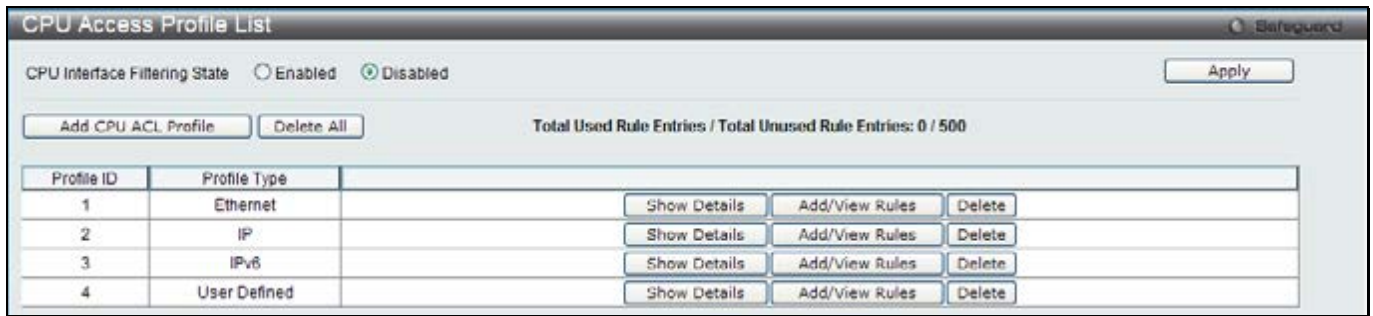 CPU Access Profile List
Safeguard
CPU Interface Filtering State Enabled Disabled Apply
Add CPU ACL Profile Delete All Total Used Rule Entries / Total Unused Rule Entries: 0 / 500
Profile ID Profile Type
1 Ethernet Show Details Add/View Rules Delete
2 IP Show Details Add/View Rules Delete
3 IPv6 Show Details Add/View Rules Delete
4 User Defined Show Details Add/View Rules Delete